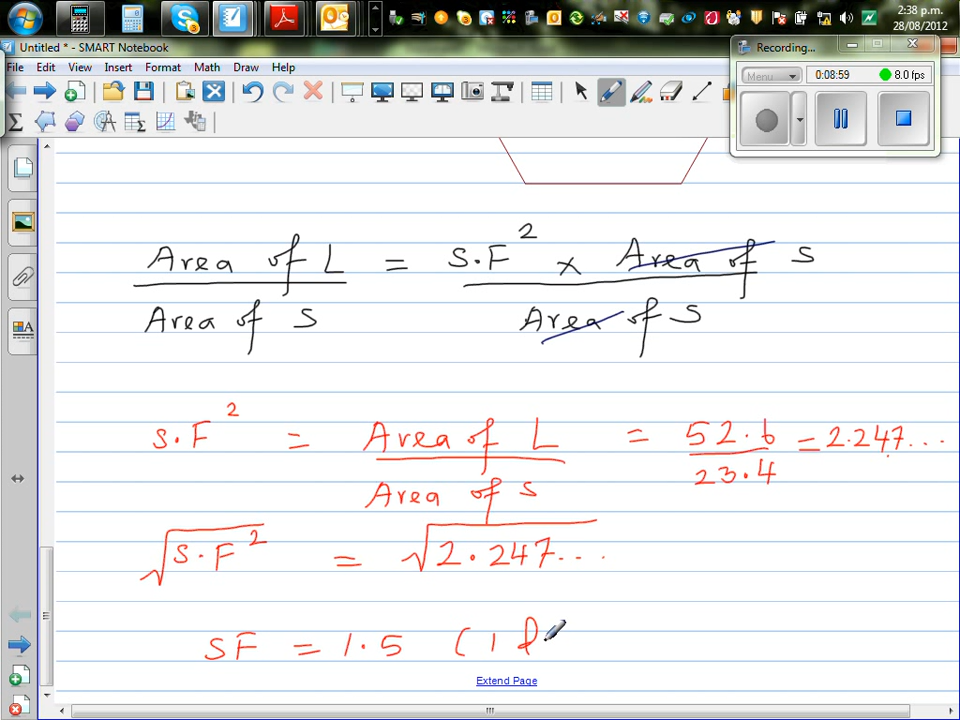 2:38 p.m.
28/08/2012
Untitled * - SMART Notebook
Recording...
File Edit View Insert Format Math Draw Help
Menu
0:08:59
8.0 fps
Area of L = S.F² × Area of S
Area of S Area of S
S.F² = Area of L = 52.6 = 2.247...
Area of S 23.4
√S.F² = √2.247...
SF = 1.5 ( 1 d
Extend Page